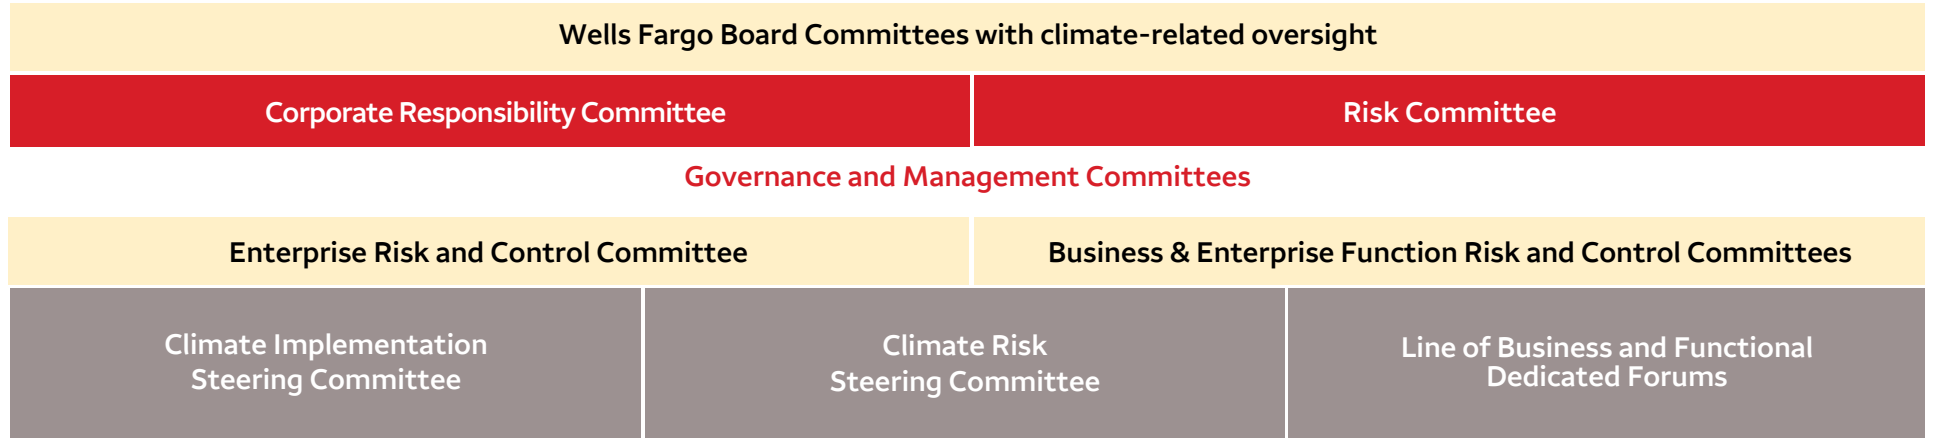 Wells Fargo Board Committees with climate-related oversight
Corporate Responsibility Committee
Risk Committee
Governance and Management Committees
Enterprise Risk and Control Committee
Business & Enterprise Function Risk and Control Committees
Climate Implementation
Steering Committee
Climate Risk
Steering Committee
Line of Business and Functional
Dedicated Forums